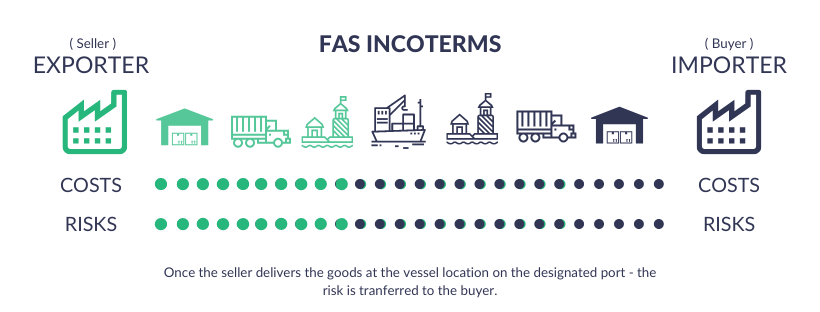 ( Seller )
EXPORTER
FAS INCOTERMS
( Buyer )
IMPORTER
COSTS
COSTS
RISKS
RISKS
Once the seller delivers the goods at the vessel location on the designated port - the
risk is tranferred to the buyer.